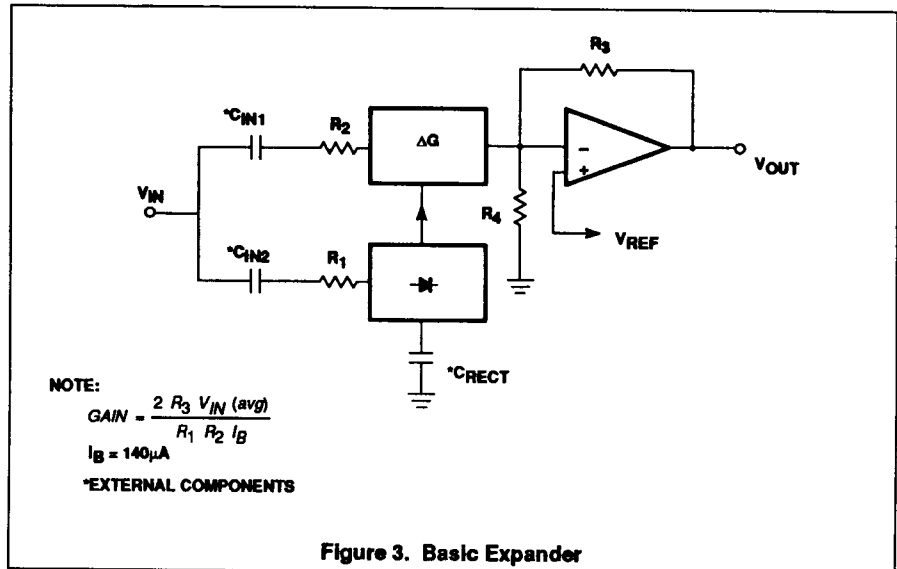 R3
*CIN1
R2
ΔG
−
+
VOUT
VIN
R4
VREF
*CIN2
R1
*CRECT
NOTE:
GAIN = 2 R3 VIN (avg) / R1 R2 IB
IB = 140µA
*EXTERNAL COMPONENTS
Figure 3. Basic Expander